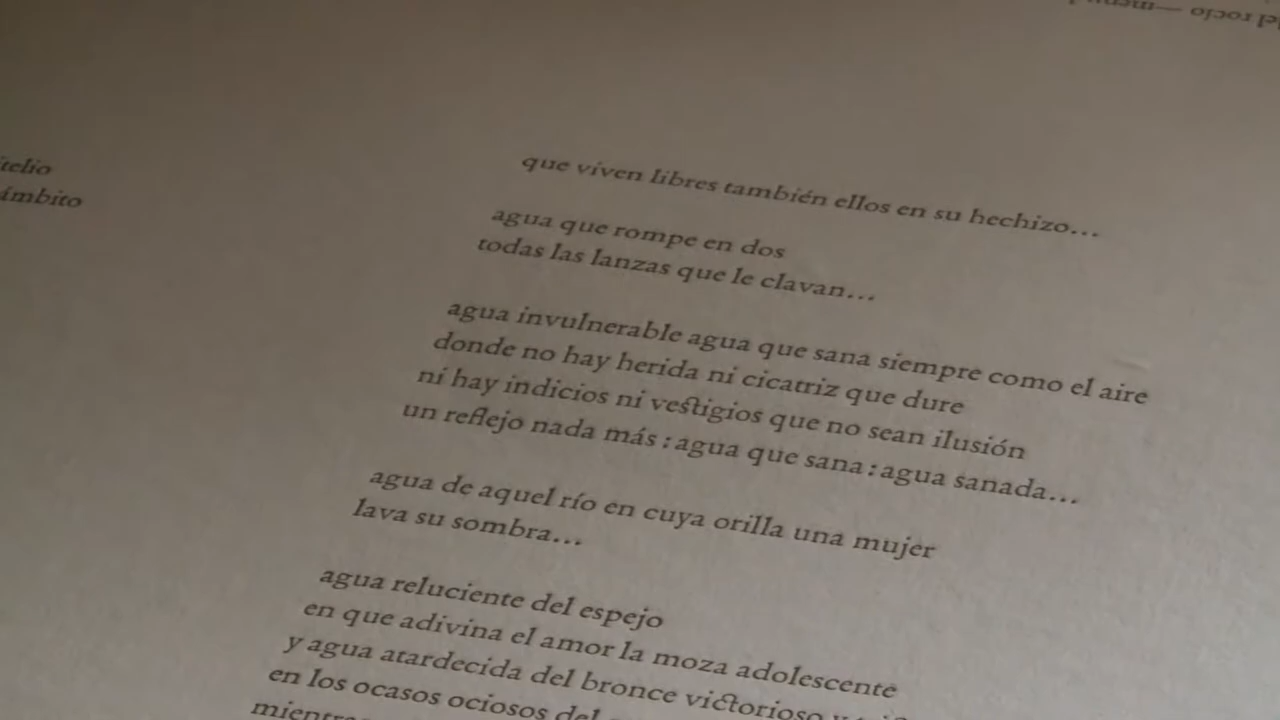 ámbito
que viven libres también ellos en su hechizo...
agua que rompe en dos
todas las lanzas que le clavan...
agua invulnerable agua que sana siempre como el aire
donde no hay herida ni cicatriz que dure
ni hay indicios ni vestigios que no sean ilusión
un reflejo nada más : agua que sana : agua sanada...
agua de aquel río en cuya orilla una mujer
lava su sombra...
agua reluciente del espejo
en que adivina el amor la moza adolescente
y agua atardecida del bronce victorioso
en los ocasos ociosos del